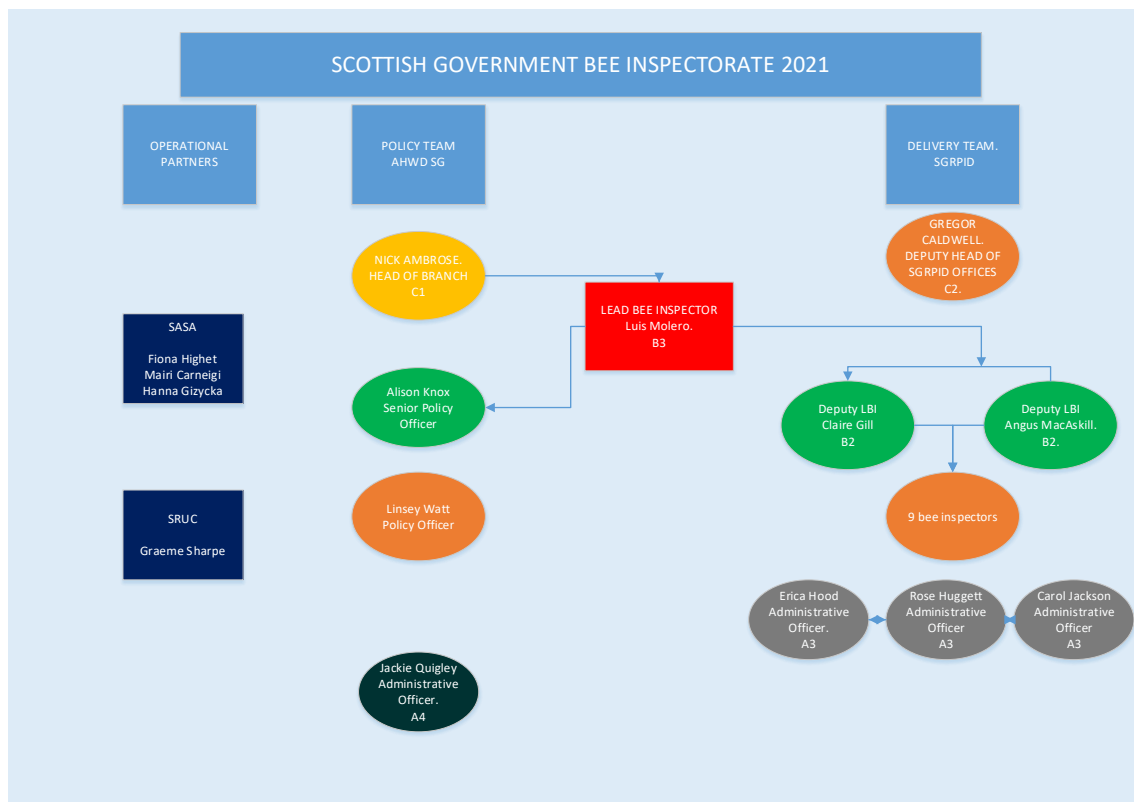 SCOTTISH GOVERNMENT BEE INSPECTORATE 2021
OPERATIONAL
PARTNERS
POLICY TEAM
AHWD SG
DELIVERY TEAM.
SGRPID
GREGOR
CALDWELL.
DEPUTY HEAD OF
SGRPID OFFICES
C2.
NICK AMBROSE.
HEAD OF BRANCH
C1
LEAD BEE INSPECTOR
Luis Molero.
B3
SASA
Fiona Highet
Mairi Carneigi
Hanna Gizycka
Alison Knox
Senior Policy
Officer
Deputy LBI
Claire Gill
B2
Deputy LBI
Angus MacAskill.
B2.
SRUC
Graeme Sharpe
Linsey Watt
Policy Officer
9 bee inspectors
Erica Hood
Administrative
Officer.
A3
Rose Huggett
Administrative
Officer
A3
Carol Jackson
Administrative
Officer
A3
Jackie Quigley
Administrative
Officer.
A4